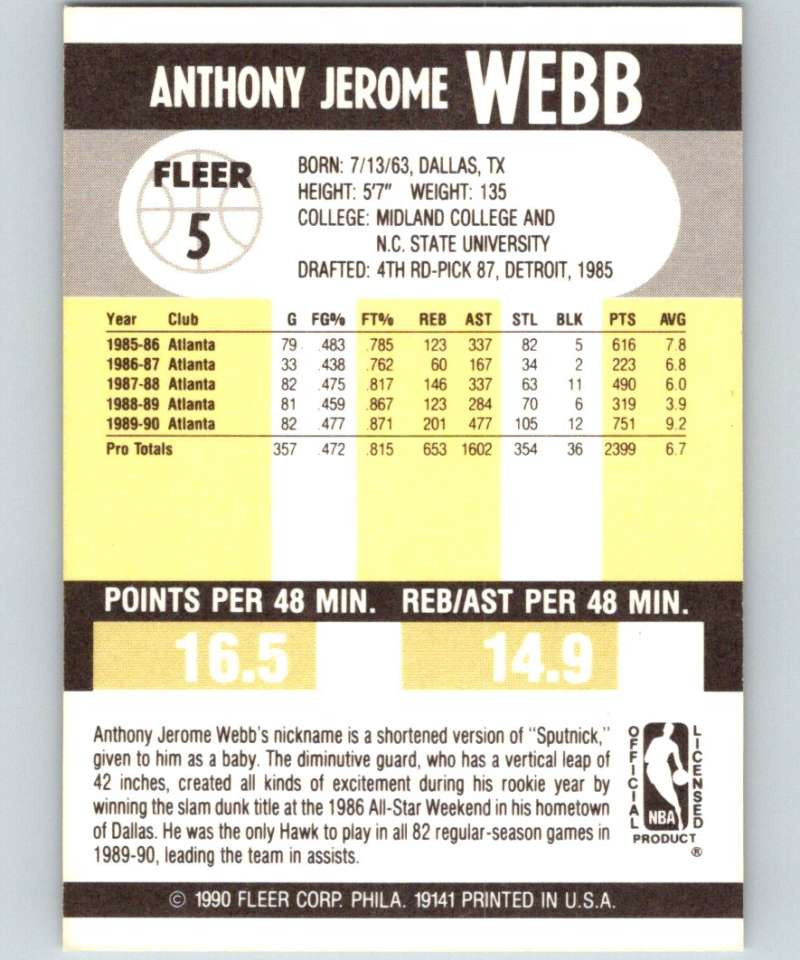 ANTHONY JEROME WEBB
FLEER
5
BORN: 7/13/63, DALLAS, TX
HEIGHT: 5'7" WEIGHT: 135
COLLEGE: MIDLAND COLLEGE AND
N.C. STATE UNIVERSITY
DRAFTED: 4TH RD-PICK 87, DETROIT, 1985
Year Club G FG% FT% REB AST STL BLK PTS AVG
1985-86 Atlanta 79 .483 .785 123 337 82 5 616 7.8
1986-87 Atlanta 33 .438 .762 60 167 34 2 223 6.8
1987-88 Atlanta 82 .475 .817 146 337 63 11 490 6.0
1988-89 Atlanta 81 .459 .867 123 284 70 6 319 3.9
1989-90 Atlanta 82 .477 .871 201 477 105 12 751 9.2
Pro Totals 357 .472 .815 653 1602 354 36 2399 6.7
POINTS PER 48 MIN. REB/AST PER 48 MIN.
16.5 14.9
Anthony Jerome Webb's nickname is a shortened version of "Sputnick,"
given to him as a baby. The diminutive guard, who has a vertical leap of
42 inches, created all kinds of excitement during his rookie year by
winning the slam dunk title at the 1986 All-Star Weekend in his hometown
of Dallas. He was the only Hawk to play in all 82 regular-season games in
1989-90, leading the team in assists.
OFFICIAL
NBA
LICENSED
PRODUCT
®
© 1990 FLEER CORP. PHILA. 19141 PRINTED IN U.S.A.